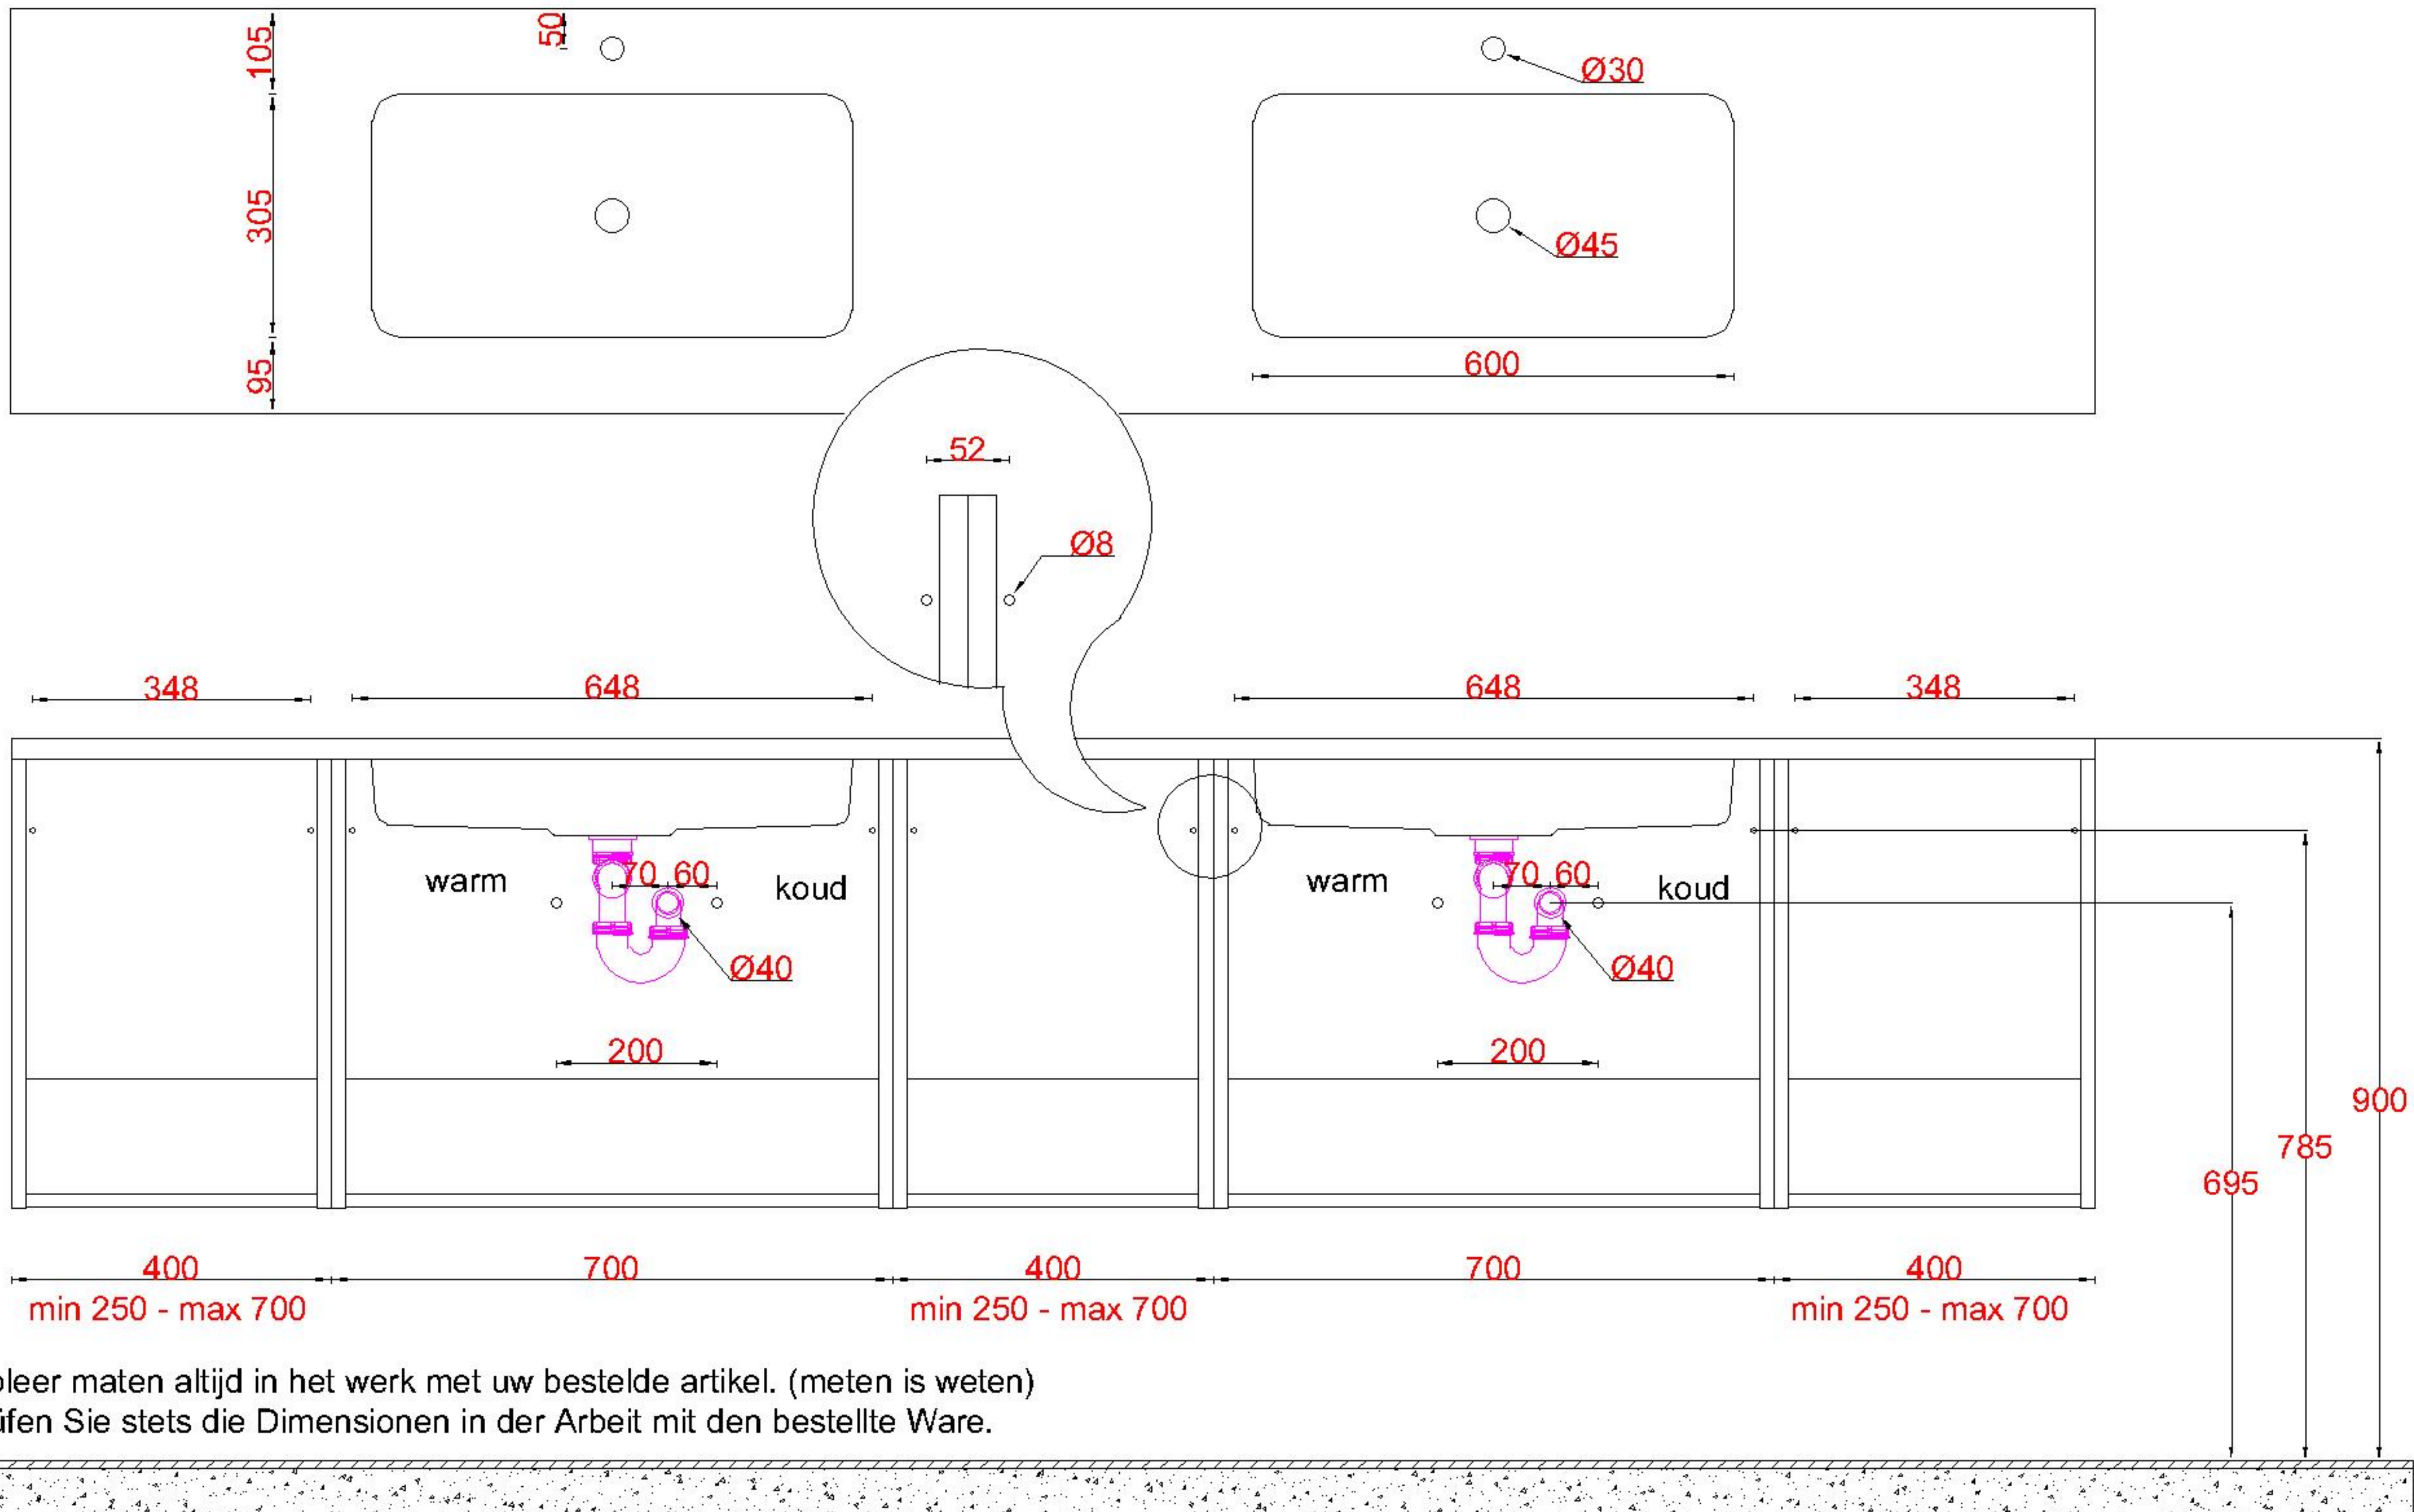 50
105
Ø30
305
Ø45
95
600
52
Ø8
348
648
648
348
warm
70
60
koud
warm
70
60
koud
Ø40
Ø40
200
200
900
785
695
400
700
400
700
400
min 250 - max 700
min 250 - max 700
min 250 - max 700
maten altijd in het werk met uw bestelde artikel. (meten is weten)
Sie stets die Dimensionen in der Arbeit mit den bestellte Ware.